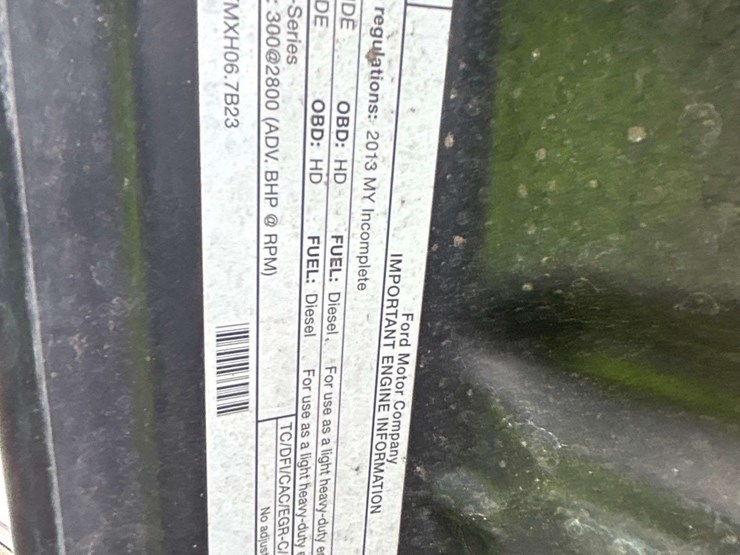 Ford Motor Company
IMPORTANT ENGINE INFORMATION
regulations: 2013 MY Incomplete
DE OBD: HD FUEL: Diesel. For use as a light heavy-duty e
DE OBD: HD FUEL: Diesel For use as a light heavy-duty e
-Series
: 300@2800 (ADV. BHP @ RPM) TC/DFI/CAC/EGR-C/
MXH06.7B23 No adjust